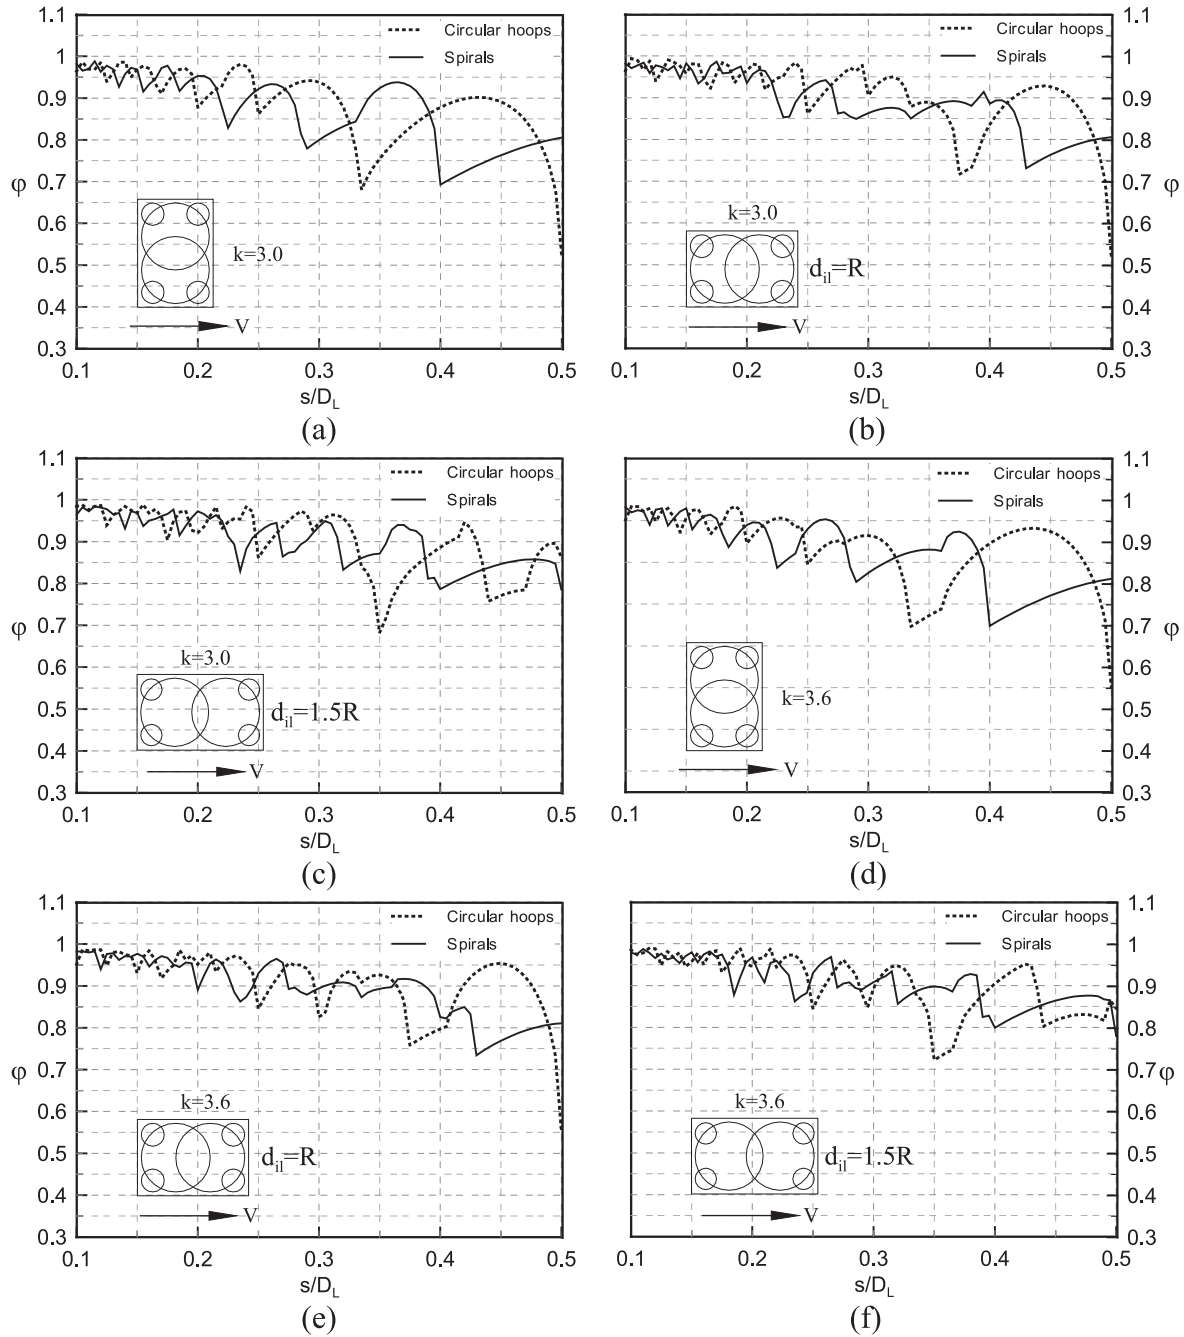 1.1
1
0.9
0.8
0.7
0.6
0.5
0.4
0.3
φ
Circular hoops
Spirals
k=3.0
V
0.1 0.2 0.3 0.4 0.5
s/D_L
(a)
Circular hoops
Spirals
k=3.0
d_il=R
V
1.1
1
0.9
0.8
0.7
0.6
0.5
0.4
0.3
φ
0.1 0.2 0.3 0.4 0.5
s/D_L
(b)
1.1
1
0.9
0.8
0.7
0.6
0.5
0.4
0.3
φ
Circular hoops
Spirals
k=3.0
d_il=1.5R
V
0.1 0.2 0.3 0.4 0.5
s/D_L
(c)
Circular hoops
Spirals
k=3.6
V
1.1
1
0.9
0.8
0.7
0.6
0.5
0.4
0.3
φ
0.1 0.2 0.3 0.4 0.5
s/D_L
(d)
1.1
1
0.9
0.8
0.7
0.6
0.5
0.4
0.3
φ
Circular hoops
Spirals
k=3.6
d_il=R
V
0.1 0.2 0.3 0.4 0.5
s/D_L
(e)
Circular hoops
Spirals
k=3.6
d_il=1.5R
V
1.1
1
0.9
0.8
0.7
0.6
0.5
0.4
0.3
φ
0.1 0.2 0.3 0.4 0.5
s/D_L
(f)